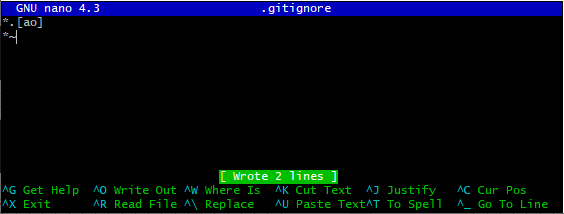 GNU nano 4.3 .gitignore
*.[ao]
*~
[ Wrote 2 lines ]
^G Get Help ^O Write Out ^W Where Is ^K Cut Text ^J Justify ^C Cur Pos
^X Exit ^R Read File ^\ Replace ^U Paste Text ^T To Spell ^_ Go To Line